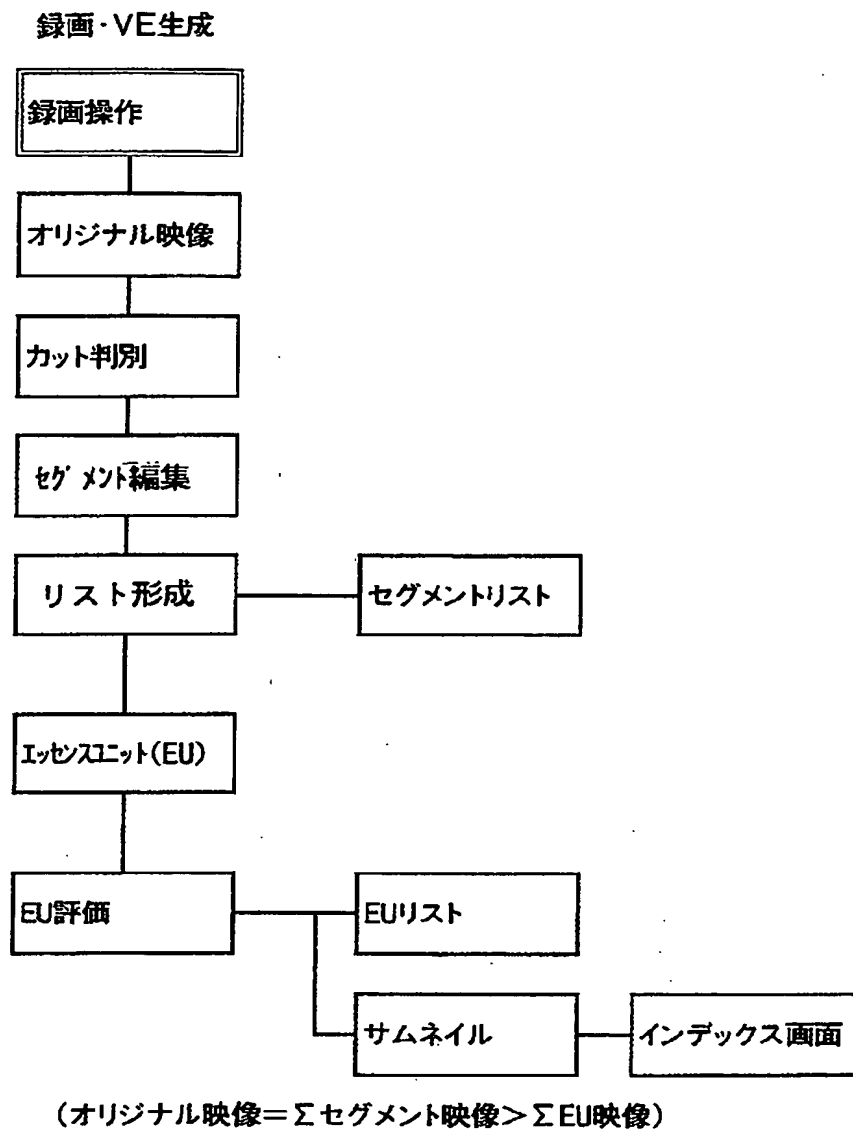 録画・VE生成
録画操作
オリジナル映像
カット判別
セグメント編集
リスト形成
セグメントリスト
エッセンスユニット(EU)
EU評価
EUリスト
サムネイル
インデックス画面
(オリジナル映像=Σセグメント映像>ΣEU映像)